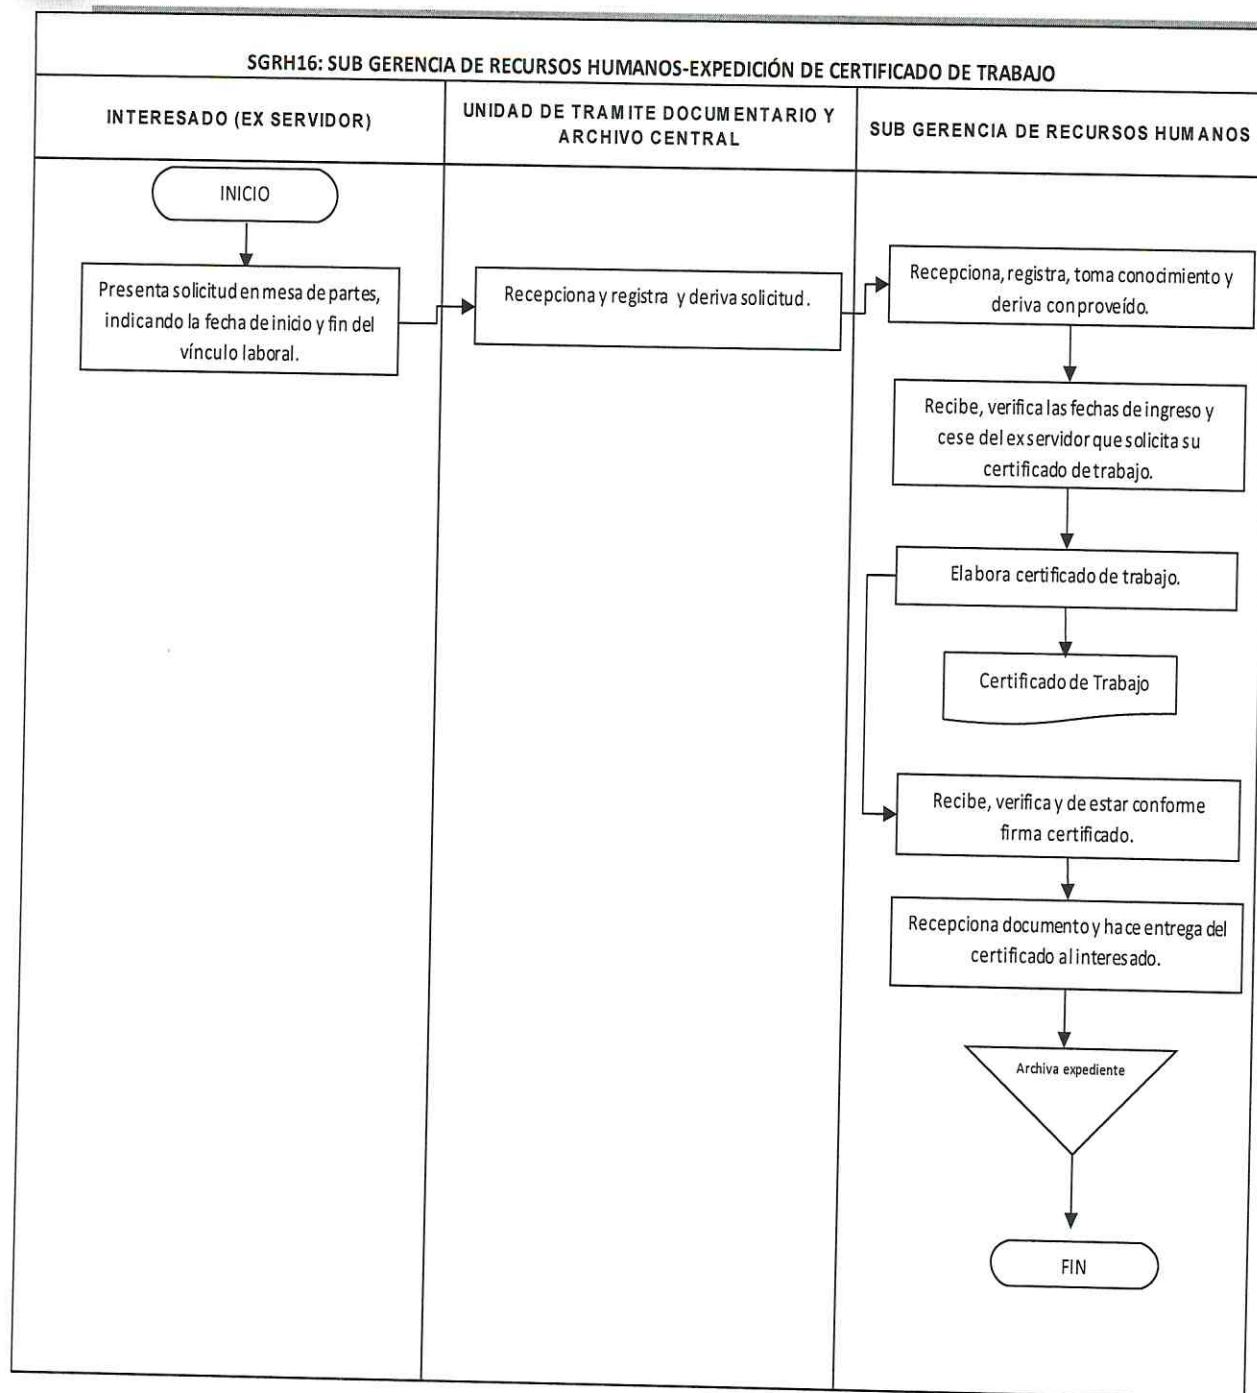 SGRH16: SUB GERENCIA DE RECURSOS HUMANOS-EXPEDICIÓN DE CERTIFICADO DE TRABAJO
INTERESADO (EX SERVIDOR)
UNIDAD DE TRAMITE DOCUMENTARIO Y
ARCHIVO CENTRAL
SUB GERENCIA DE RECURSOS HUMANOS
INICIO
Presenta solicitud en mesa de partes,
indicando la fecha de inicio y fin del
vínculo laboral.
Recepciona y registra y deriva solicitud.
Recepciona, registra, toma conocimiento y
deriva con proveído.
Recibe, verifica las fechas de ingreso y
cese del ex servidor que solicita su
certificado de trabajo.
Elabora certificado de trabajo.
Certificado de Trabajo
Recibe, verifica y de estar conforme
firma certificado.
Recepciona documento y hace entrega del
certificado al interesado.
Archiva expediente
FIN